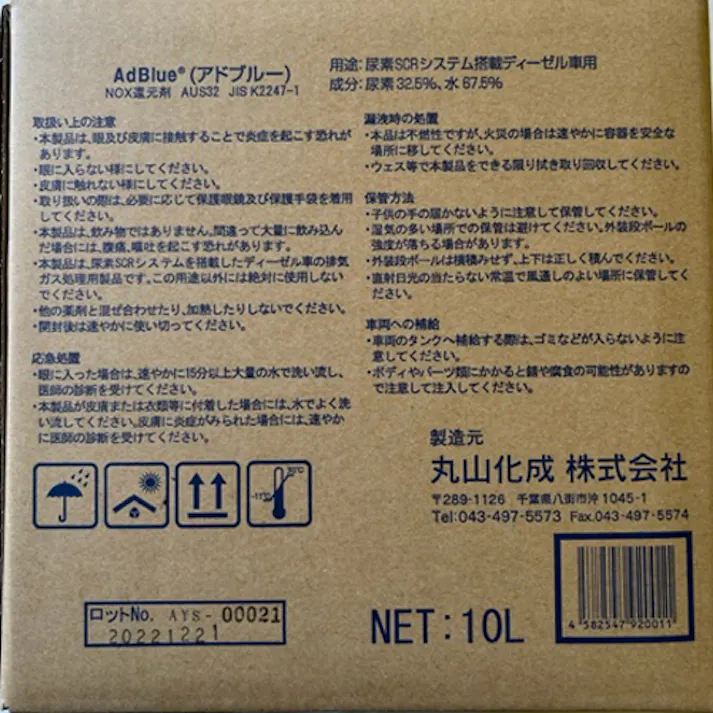 AdBlue®(アドブルー)
NOX還元剤 AUS32 JIS K2247-1
用途:尿素SCRシステム搭載ディーゼル車用
成分:尿素32.5%、水67.5%
取扱い上の注意
・本製品は、眼及び皮膚に接触することで炎症を起こす恐れが
あります。
・眼に入らない様にしてください。
・皮膚に触れない様にしてください。
・取り扱いの際は、必要に応じて保護眼鏡及び保護手袋を着用
してください。
・本製品は、飲み物ではありません。間違って大量に飲み込ん
だ場合には、腹痛、嘔吐を起こす恐れがあります。
・本製品は、尿素SCRシステムを搭載したディーゼル車の排気
ガス処理用製品です。この用途以外には絶対に使用しない
でください。
・他の薬剤と混ぜ合わせたり、加熱したりしないでください。
・開封後は速やかに使い切ってください。
応急処置
・眼に入った場合は、速やかに15分以上大量の水で洗い流し、
医師の診断を受けてください。
・本製品が皮膚または衣類等に付着した場合には、水でよく洗
い流してください。皮膚に炎症がみられた場合には、速やか
に医師の診断を受けてください。
漏洩時の処置
・本品は不燃性ですが、火災の場合は速やかに容器を安全な
場所に移してください。
・ウェス等で本製品をできる限り拭き取り回収してください。
保管方法
・子供の手の届かないように注意して保管してください。
・湿気の多い場所での保管は避けてください。外装段ボールの
強度が落ちる場合があります。
・外装段ボールは横積みせず、上下は正しく積んでください。
・直射日光の当たらない常温で風通しのよい場所に保管してく
ださい。
車両への補給
・車両のタンクへ補給する際は、ゴミなどが入らないように注
意してください。
・ボディやパーツ類にかかると錆や腐食の可能性がありますの
で注意して注入してください。
製造元
丸山化成 株式会社
〒289-1126 千葉県八街市沖1045-1
Tel:043-497-5573 Fax.043-497-5574
-11℃
ロットNo. AYS-00021
20221221
NET:10L
4 582547 920011